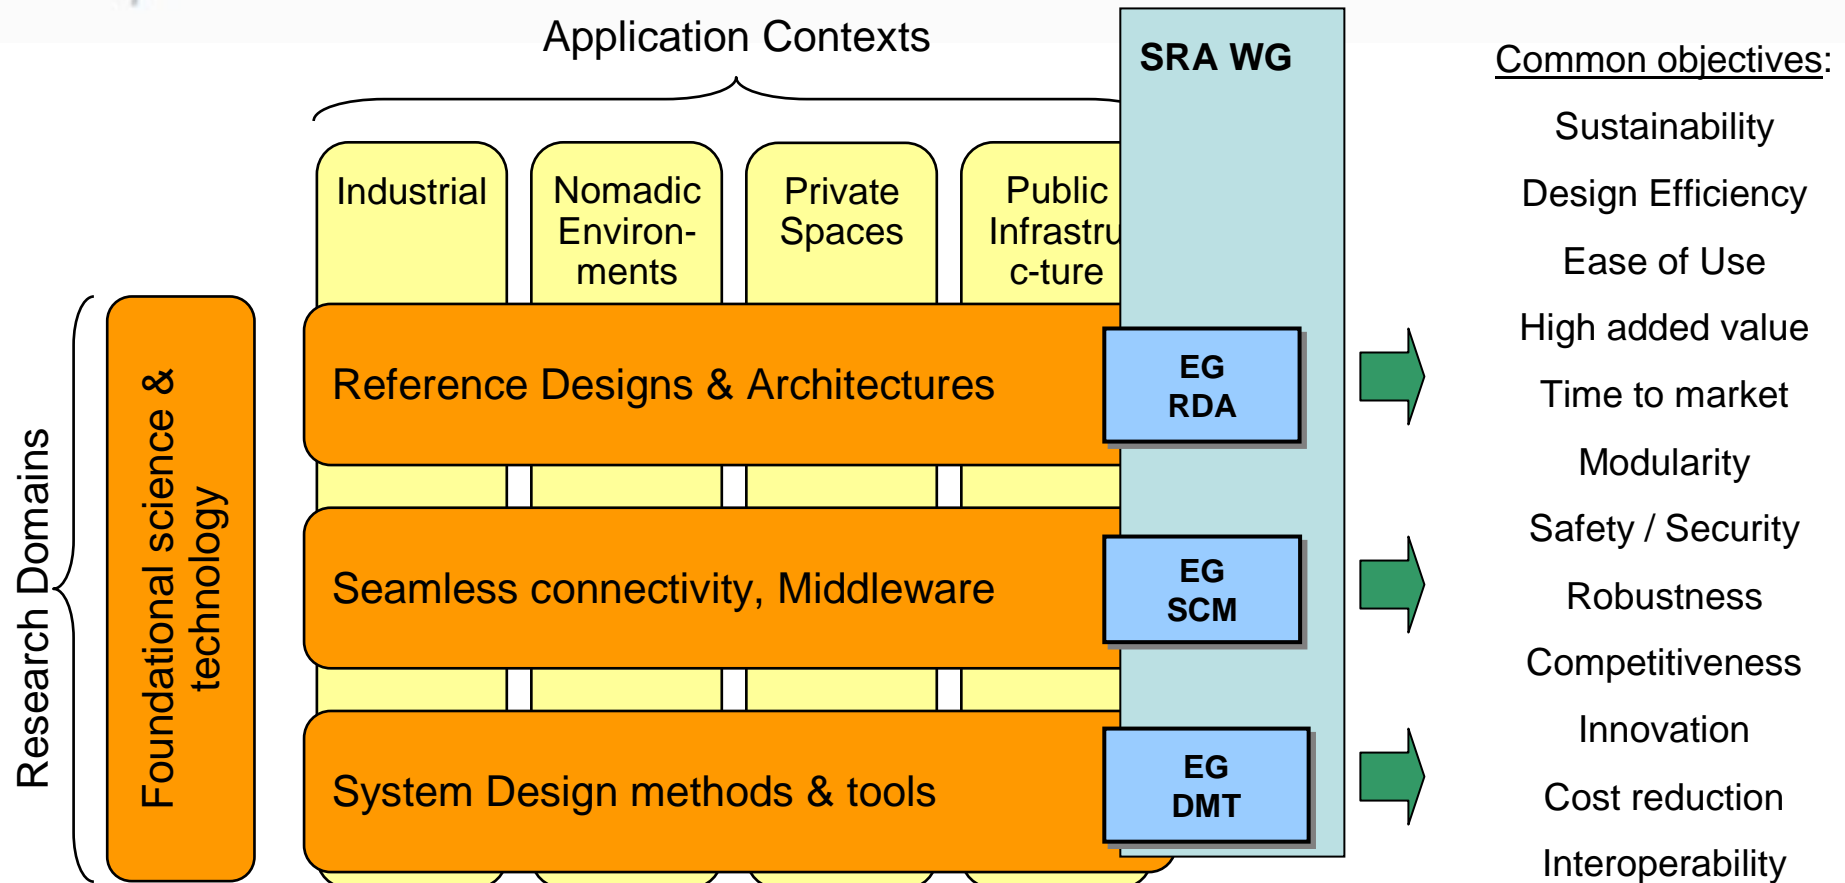 Application Contexts
SRA WG
Common objectives:
Sustainability
Design Efficiency
Ease of Use
High added value
Time to market
Modularity
Safety / Security
Robustness
Competitiveness
Innovation
Cost reduction
Interoperability
Industrial
Nomadic
Environ-
ments
Private
Spaces
Public
Infrastru
c-ture
Research Domains
Foundational science &
technology
Reference Designs & Architectures
EG
RDA
Seamless connectivity, Middleware
EG
SCM
System Design methods & tools
EG
DMT